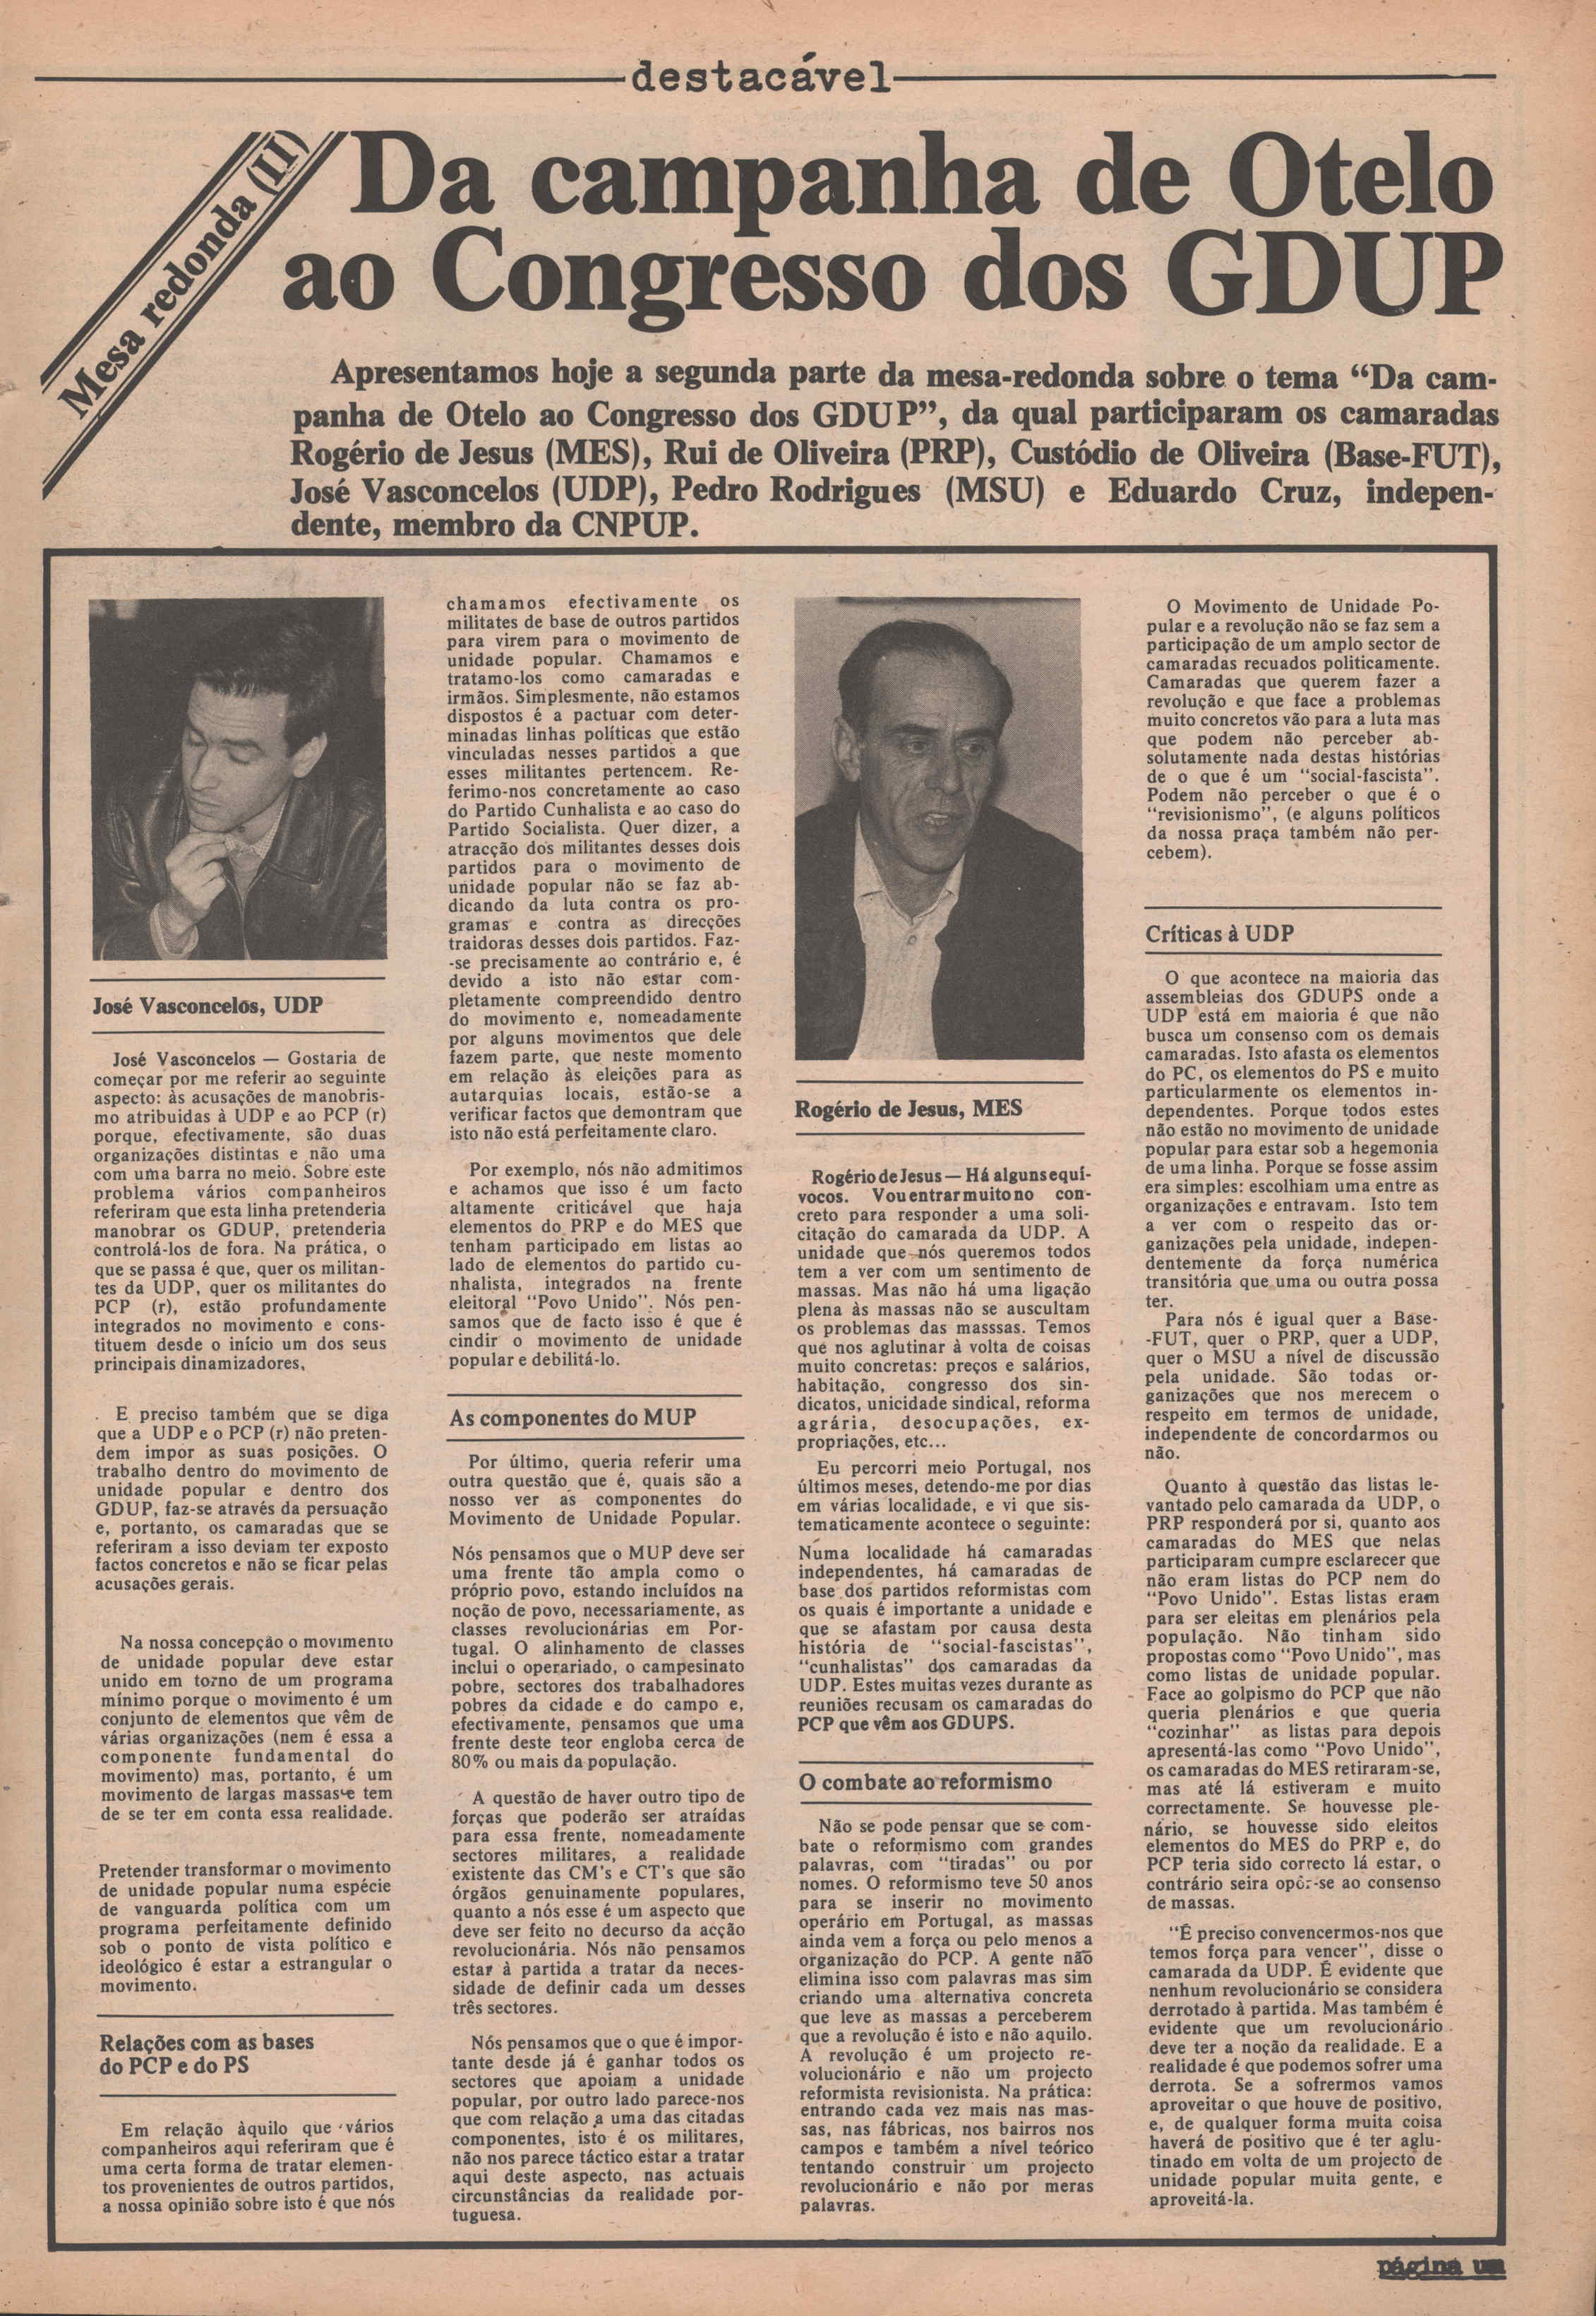 destacável
Mesa redonda (II)
Da campanha de Otelo
ao Congresso dos GDUP
Apresentamos hoje a segunda parte da mesa-redonda sobre o tema “Da cam-
panha de Otelo ao Congresso dos GDUP”, da qual participaram os camaradas
Rogério de Jesus (MES), Rui de Oliveira (PRP), Custódio de Oliveira (Base-FUT),
José Vasconcelos (UDP), Pedro Rodrigues (MSU) e Eduardo Cruz, indepen-
dente, membro da CNPUP.
José Vasconcelos, UDP
José Vasconcelos — Gostaria de
começar por me referir ao seguinte
aspecto: às acusações de manobris-
mo atribuidas à UDP e ao PCP (r)
porque, efectivamente, são duas
organizações distintas e não uma
com uma barra no meio. Sobre este
problema vários companheiros
referiram que esta linha pretenderia
manobrar os GDUP, pretenderia
controlá-los de fora. Na prática, o
que se passa é que, quer os militan-
tes da UDP, quer os militantes do
PCP (r), estão profundamente
integrados no movimento e cons-
tituem desde o início um dos seus
principais dinamizadores,
E preciso também que se diga
que a UDP e o PCP (r) não preten-
dem impor as suas posições. O
trabalho dentro do movimento de
unidade popular e dentro dos
GDUP, faz-se através da persuação
e, portanto, os camaradas que se
referiram a isso deviam ter exposto
factos concretos e não se ficar pelas
acusações gerais.
Na nossa concepção o movimento
de unidade popular deve estar
unido em torno de um programa
mínimo porque o movimento é um
conjunto de elementos que vêm de
várias organizações (nem é essa a
componente fundamental do
movimento) mas, portanto, é um
movimento de largas massas e tem
de se ter em conta essa realidade.
Pretender transformar o movimento
de unidade popular numa espécie
de vanguarda política com um
programa perfeitamente definido
sob o ponto de vista político e
ideológico é estar a estrangular o
movimento.
Relações com as bases
do PCP e do PS
Em relação àquilo que vários
companheiros aqui referiram que é
uma certa forma de tratar elemen-
tos provenientes de outros partidos,
a nossa opinião sobre isto é que nós
chamamos efectivamente os
militates de base de outros partidos
para virem para o movimento de
unidade popular. Chamamos e
tratamo-los como camaradas e
irmãos. Simplesmente, não estamos
dispostos é a pactuar com deter-
minadas linhas políticas que estão
vinculadas nesses partidos a que
esses militantes pertencem. Re-
ferimo-nos concretamente ao caso
do Partido Cunhalista e ao caso do
Partido Socialista. Quer dizer, a
atracção dos militantes desses dois
partidos para o movimento de
unidade popular não se faz ab-
dicando da luta contra os pro-
gramas e contra as direcções
traidoras desses dois partidos. Faz-
-se precisamente ao contrário e, é
devido a isto não estar com-
pletamente compreendido dentro
do movimento e, nomeadamente
por alguns movimentos que dele
fazem parte, que neste momento
em relação às eleições para as
autarquias locais, estão-se a
verificar factos que demontram que
isto não está perfeitamente claro.
Por exemplo, nós não admitimos
e achamos que isso é um facto
altamente criticável que haja
elementos do PRP e do MES que
tenham participado em listas ao
lado de elementos do partido cu-
nhalista, integrados na frente
eleitoral “Povo Unido”. Nós pen-
samos que de facto isso é que é
cindir o movimento de unidade
popular e debilitá-lo.
As componentes do MUP
Por último, queria referir uma
outra questão que é, quais são a
nosso ver as componentes do
Movimento de Unidade Popular.
Nós pensamos que o MUP deve ser
uma frente tão ampla como o
próprio povo, estando incluídos na
noção de povo, necessariamente, as
classes revolucionárias em Por-
tugal. O alinhamento de classes
inclui o operariado, o campesinato
pobre, sectores dos trabalhadores
pobres da cidade e do campo e,
efectivamente, pensamos que uma
frente deste teor engloba cerca de
80% ou mais da população.
A questão de haver outro tipo de
forças que poderão ser atraídas
para essa frente, nomeadamente
sectores militares, a realidade
existente das CM's e CT's que são
órgãos genuinamente populares,
quanto a nós esse é um aspecto que
deve ser feito no decurso da acção
revolucionária. Nós não pensamos
estar à partida a tratar da neces-
sidade de definir cada um desses
três sectores.
Nós pensamos que o que é impor-
tante desde já é ganhar todos os
sectores que apoiam a unidade
popular, por outro lado parece-nos
que com relação a uma das citadas
componentes, isto é os militares,
não nos parece táctico estar a tratar
aqui deste aspecto, nas actuais
circunstâncias da realidade por-
tuguesa.
Rogério de Jesus, MES
Rogério de Jesus — Há alguns equí-
vocos. Vou entrar muito no con-
creto para responder a uma soli-
citação do camarada da UDP. A
unidade que nós queremos todos
tem a ver com um sentimento de
massas. Mas não há uma ligação
plena às massas não se auscultam
os problemas das masssas. Temos
que nos aglutinar à volta de coisas
muito concretas: preços e salários,
habitação, congresso dos sin-
dicatos, unicidade sindical, reforma
agrária, desocupações, ex-
propriações, etc...
Eu percorri meio Portugal, nos
últimos meses, detendo-me por dias
em várias localidade, e vi que sis-
tematicamente acontece o seguinte:
Numa localidade há camaradas
independentes, há camaradas de
base dos partidos reformistas com
os quais é importante a unidade e
que se afastam por causa desta
história de “social-fascistas”,
“cunhalistas” dos camaradas da
UDP. Estes muitas vezes durante as
reuniões recusam os camaradas do
PCP que vêm aos GDUPS.
O combate ao reformismo
Não se pode pensar que se com-
bate o reformismo com grandes
palavras, com “tiradas” ou por
nomes. O reformismo teve 50 anos
para se inserir no movimento
operário em Portugal, as massas
ainda vem a força ou pelo menos a
organização do PCP. A gente não
elimina isso com palavras mas sim
criando uma alternativa concreta
que leve as massas a perceberem
que a revolução é isto e não aquilo.
A revolução é um projecto re-
volucionário e não um projecto
reformista revisionista. Na prática:
entrando cada vez mais nas mas-
sas, nas fábricas, nos bairros nos
campos e também a nível teórico
tentando construir um projecto
revolucionário e não por meras
palavras.
O Movimento de Unidade Po-
pular e a revolução não se faz sem a
participação de um amplo sector de
camaradas recuados politicamente.
Camaradas que querem fazer a
revolução e que face a problemas
muito concretos vão para a luta mas
que podem não perceber ab-
solutamente nada destas histórias
de o que é um “social-fascista”.
Podem não perceber o que é o
“revisionismo”, (e alguns políticos
da nossa praça também não per-
cebem).
Críticas à UDP
O que acontece na maioria das
assembleias dos GDUPS onde a
UDP está em maioria é que não
busca um consenso com os demais
camaradas. Isto afasta os elementos
do PC, os elementos do PS e muito
particularmente os elementos in-
dependentes. Porque todos estes
não estão no movimento de unidade
popular para estar sob a hegemonia
de uma linha. Porque se fosse assim
era simples: escolhiam uma entre as
organizações e entravam. Isto tem
a ver com o respeito das or-
ganizações pela unidade, indepen-
dentemente da força numérica
transitória que uma ou outra possa
ter.
Para nós é igual quer a Base-
-FUT, quer o PRP, quer a UDP,
quer o MSU a nível de discussão
pela unidade. São todas or-
ganizações que nos merecem o
respeito em termos de unidade,
independente de concordarmos ou
não.
Quanto à questão das listas le-
vantado pelo camarada da UDP, o
PRP responderá por si, quanto aos
camaradas do MES que nelas
participaram cumpre esclarecer que
não eram listas do PCP nem do
“Povo Unido”. Estas listas eram
para ser eleitas em plenários pela
população. Não tinham sido
propostas como “Povo Unido”, mas
como listas de unidade popular.
Face ao golpismo do PCP que não
queria plenários e que queria
“cozinhar” as listas para depois
apresentá-las como “Povo Unido”,
os camaradas do MES retiraram-se,
mas até lá estiveram e muito
correctamente. Se houvesse ple-
nário, se houvesse sido eleitos
elementos do MES do PRP e, do
PCP teria sido correcto lá estar, o
contrário seira opôr-se ao consenso
de massas.
“É preciso convencermos-nos que
temos força para vencer”, disse o
camarada da UDP. É evidente que
nenhum revolucionário se considera
derrotado à partida. Mas também é
evidente que um revolucionário
deve ter a noção da realidade. E a
realidade é que podemos sofrer uma
derrota. Se a sofrermos vamos
aproveitar o que houve de positivo,
e, de qualquer forma muita coisa
haverá de positivo que é ter aglu-
tinado em volta de um projecto de
unidade popular muita gente, e
aproveitá-la.
página um